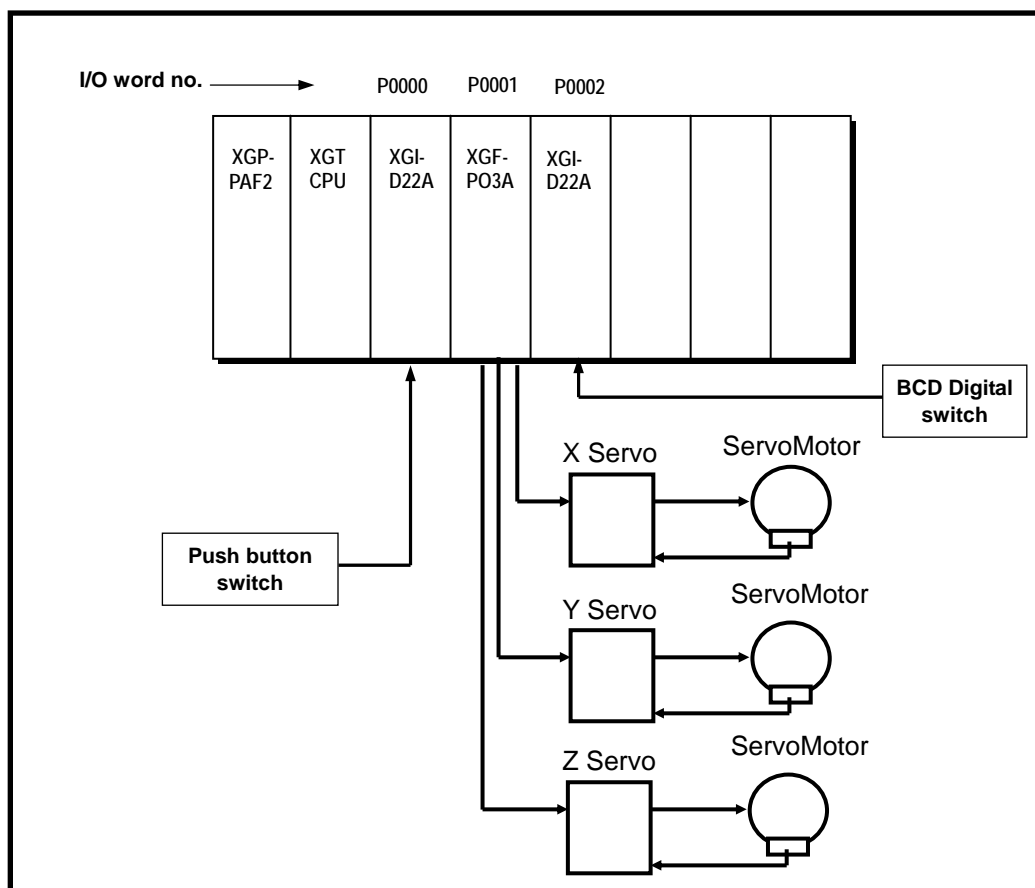 I/O word no.
P0000 P0001 P0002
XGP-
PAF2
XGT
CPU
XGI-
D22A
XGF-
PO3A
XGI-
D22A
BCD Digital
switch
X Servo
ServoMotor
Push button
switch
Y Servo
ServoMotor
Z Servo
ServoMotor